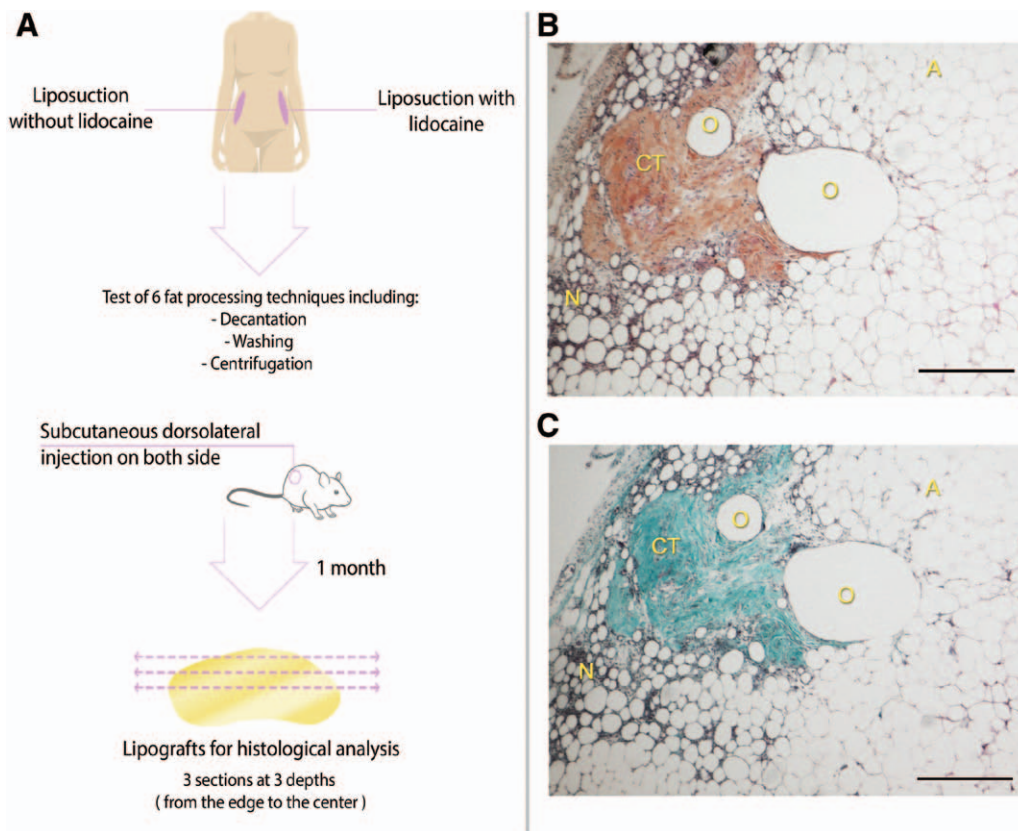 A
Liposuction
without lidocaine
Liposuction with
lidocaine
Test of 6 fat processing techniques including:
- Decantation
- Washing
- Centrifugation
Subcutaneous dorsolateral
injection on both side
1 month
Lipografts for histological analysis
3 sections at 3 depths
( from the edge to the center )
B
A
O
CT
O
N
C
A
O
CT
O
N